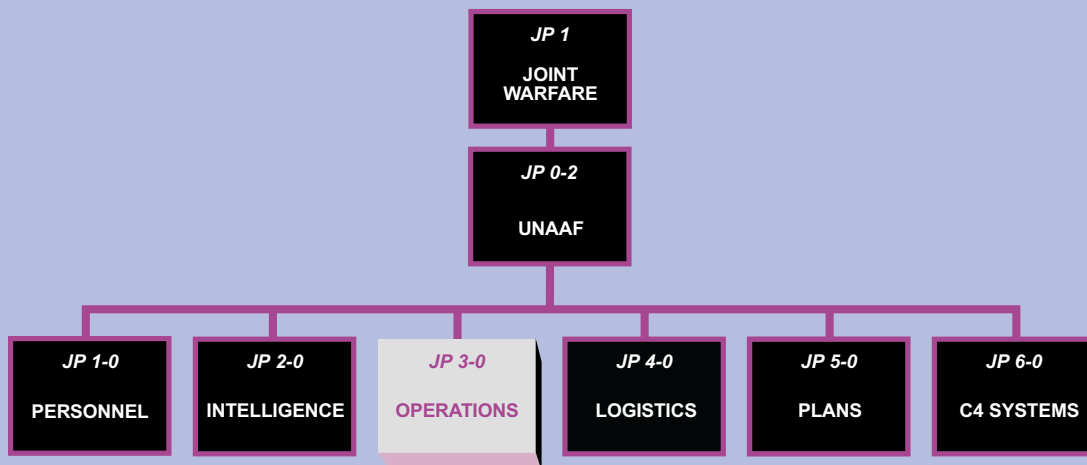 JP 1
JOINT
WARFARE
JP 0-2
UNAAF
JP 1-0
PERSONNEL
JP 2-0
INTELLIGENCE
JP 3-0
OPERATIONS
JP 4-0
LOGISTICS
JP 5-0
PLANS
JP 6-0
C4 SYSTEMS